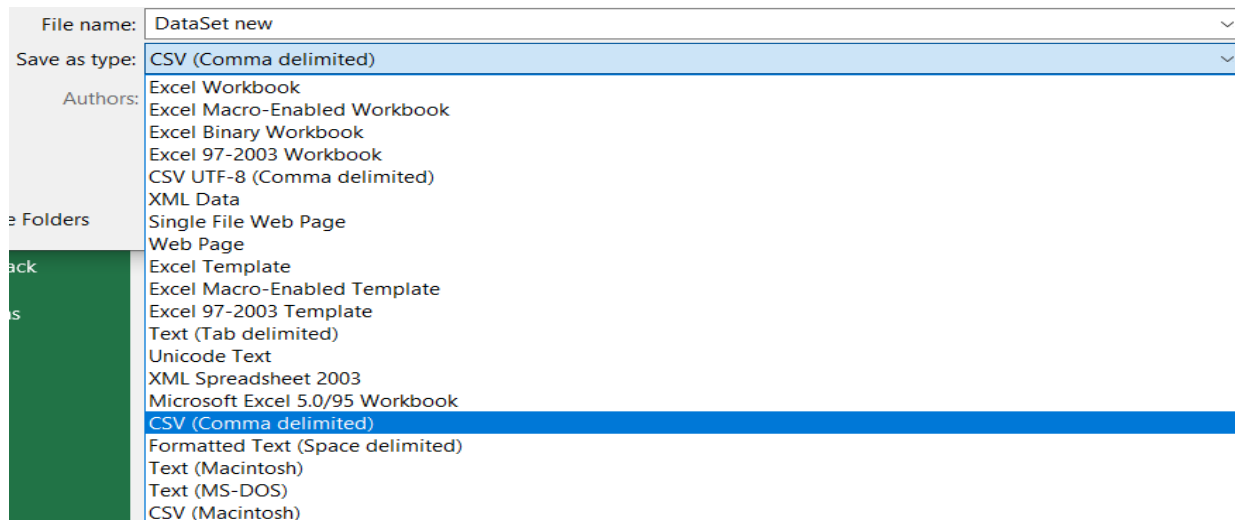 File name: DataSet new
Save as type: CSV (Comma delimited)
Authors:
Excel Workbook
Excel Macro-Enabled Workbook
Excel Binary Workbook
Excel 97-2003 Workbook
CSV UTF-8 (Comma delimited)
XML Data
Single File Web Page
Web Page
Excel Template
Excel Macro-Enabled Template
Excel 97-2003 Template
Text (Tab delimited)
Unicode Text
XML Spreadsheet 2003
Microsoft Excel 5.0/95 Workbook
CSV (Comma delimited)
Formatted Text (Space delimited)
Text (Macintosh)
Text (MS-DOS)
CSV (Macintosh)
e Folders
ack
ns